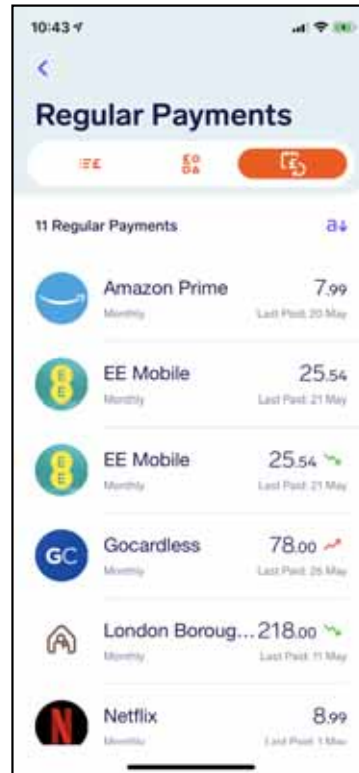 10:43
Regular Payments
11 Regular Payments
a↓
Amazon Prime 7.99
Monthly Last Paid: 20 May
EE Mobile 25.54
Monthly Last Paid: 21 May
EE Mobile 25.54
Monthly Last Paid: 21 May
GC Gocardless 78.00
Monthly Last Paid: 26 May
London Boroug... 218.00
Monthly Last Paid: 11 May
N Netflix 8.99
Monthly Last Paid: 1 May